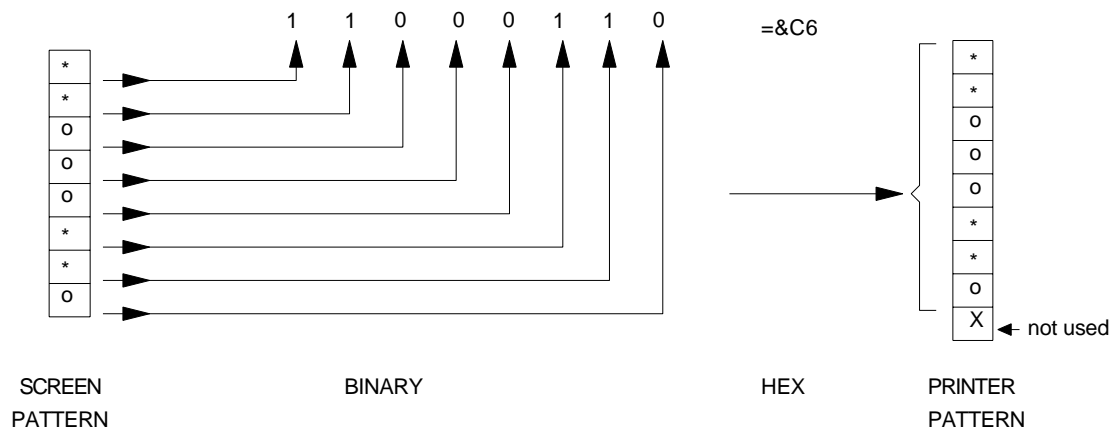 1 1 0 0 0 1 1 0
=&C6
*
*
o
o
o
*
*
o
*
*
o
o
o
*
*
o
X
not used
SCREEN
PATTERN
BINARY
HEX
PRINTER
PATTERN